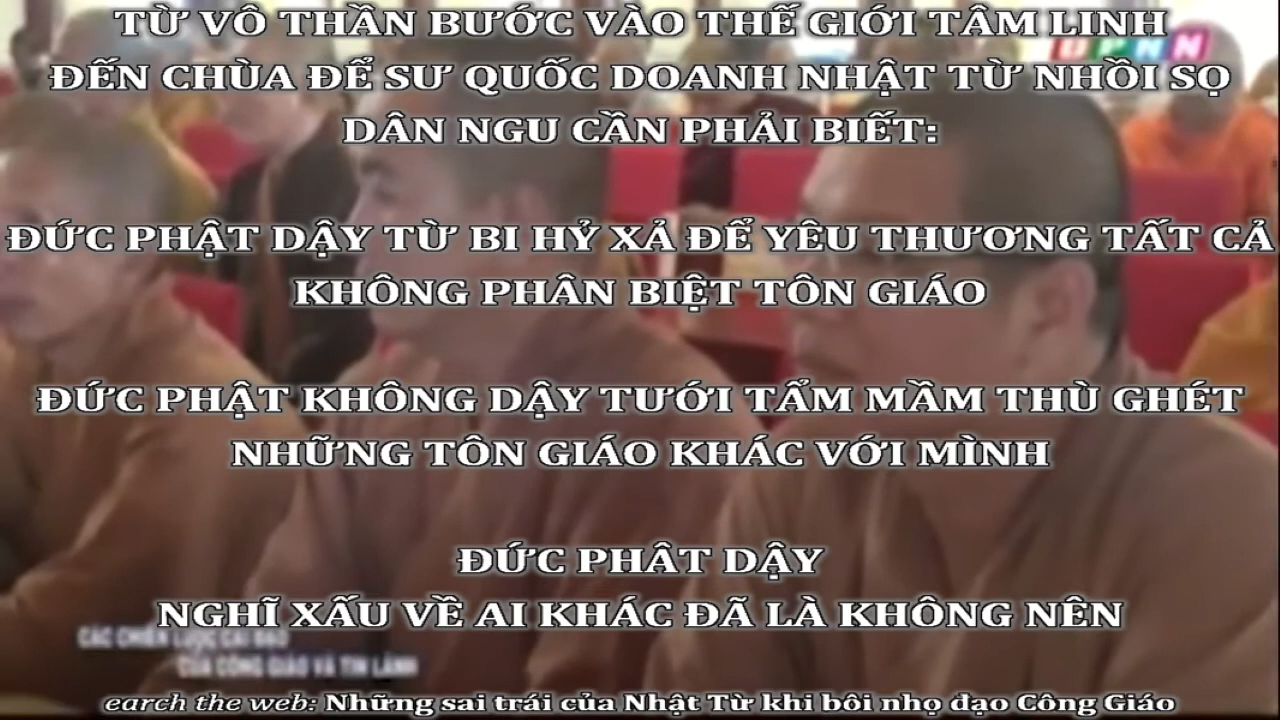 TỪ VÔ THẦN BƯỚC VÀO THẾ GIỚI TÂM LINH
ĐPNN
ĐẾN CHÙA ĐỂ SƯ QUỐC DOANH NHẬT TỪ NHỒI SỌ
DÂN NGU CẦN PHẢI BIẾT:
ĐỨC PHẬT DẬY TỪ BI HỶ XẢ ĐỂ YÊU THƯƠNG TẤT CẢ
KHÔNG PHÂN BIỆT TÔN GIÁO
ĐỨC PHẬT KHÔNG DẬY TƯỚI TẨM MẦM THÙ GHÉT
NHỮNG TÔN GIÁO KHÁC VỚI MÌNH
ĐỨC PHÂT DẬY
NGHĨ XẤU VỀ AI KHÁC ĐÃ LÀ KHÔNG NÊN
CÁC CHIẾN LƯỢC CẢI ĐẠO
CỦA CÔNG GIÁO VÀ TIN LÀNH
earch the web: Những sai trái của Nhật Từ khi bôi nhọ đạo Công Giáo